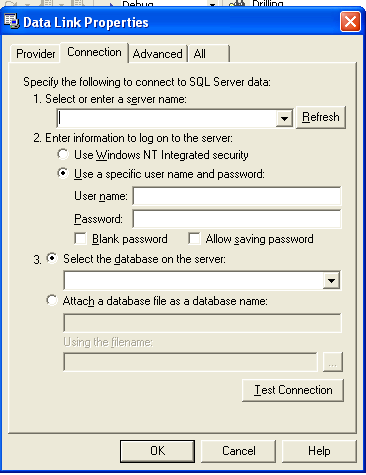 Debug
Drilling
Data Link Properties
Provider Connection Advanced All
Specify the following to connect to SQL Server data:
1. Select or enter a server name:
Refresh
2. Enter information to log on to the server:
Use Windows NT Integrated security
Use a specific user name and password:
User name:
Password:
Blank password Allow saving password
3. Select the database on the server:
Attach a database file as a database name:
Using the filename:
...
Test Connection
OK Cancel Help